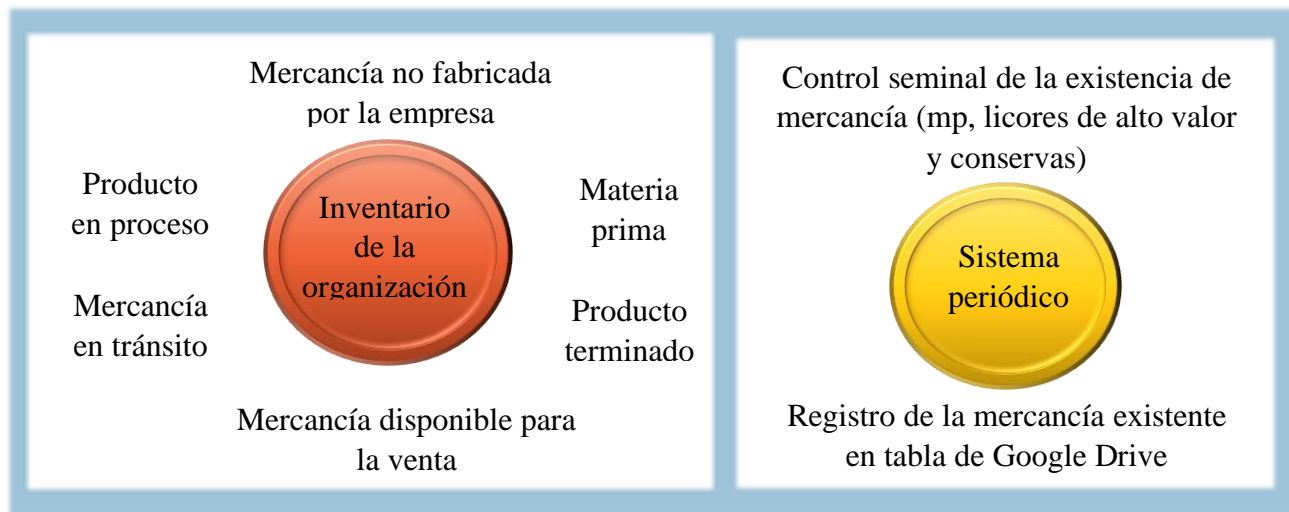 Mercancía no fabricada
por la empresa
Producto
en proceso
Inventario
de la
organización
Materia
prima
Mercancía
en tránsito
Producto
terminado
Mercancía disponible para
la venta
Control seminal de la existencia de
mercancía (mp, licores de alto valor
y conservas)
Sistema
periódico
Registro de la mercancía existente
en tabla de Google Drive